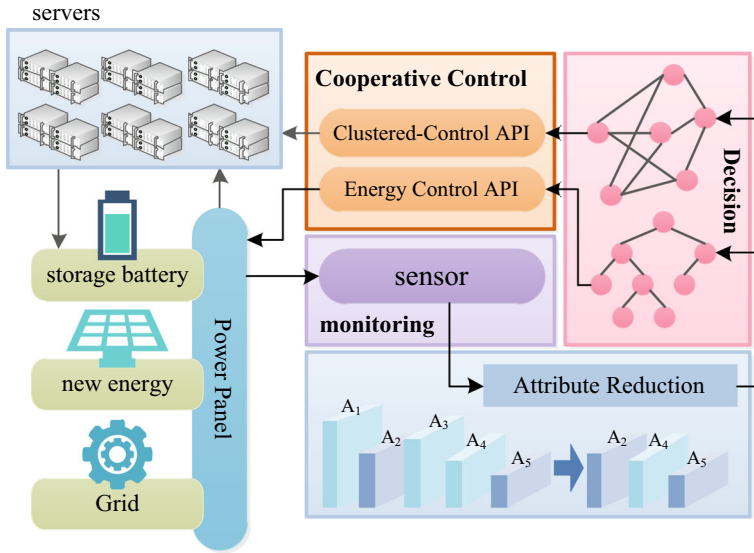 servers
Cooperative Control
Clustered-Control API
Energy Control API
Decision
storage battery
new energy
Grid
Power Panel
sensor
monitoring
Attribute Reduction
A1
A2
A3
A4
A5
A2
A4
A5